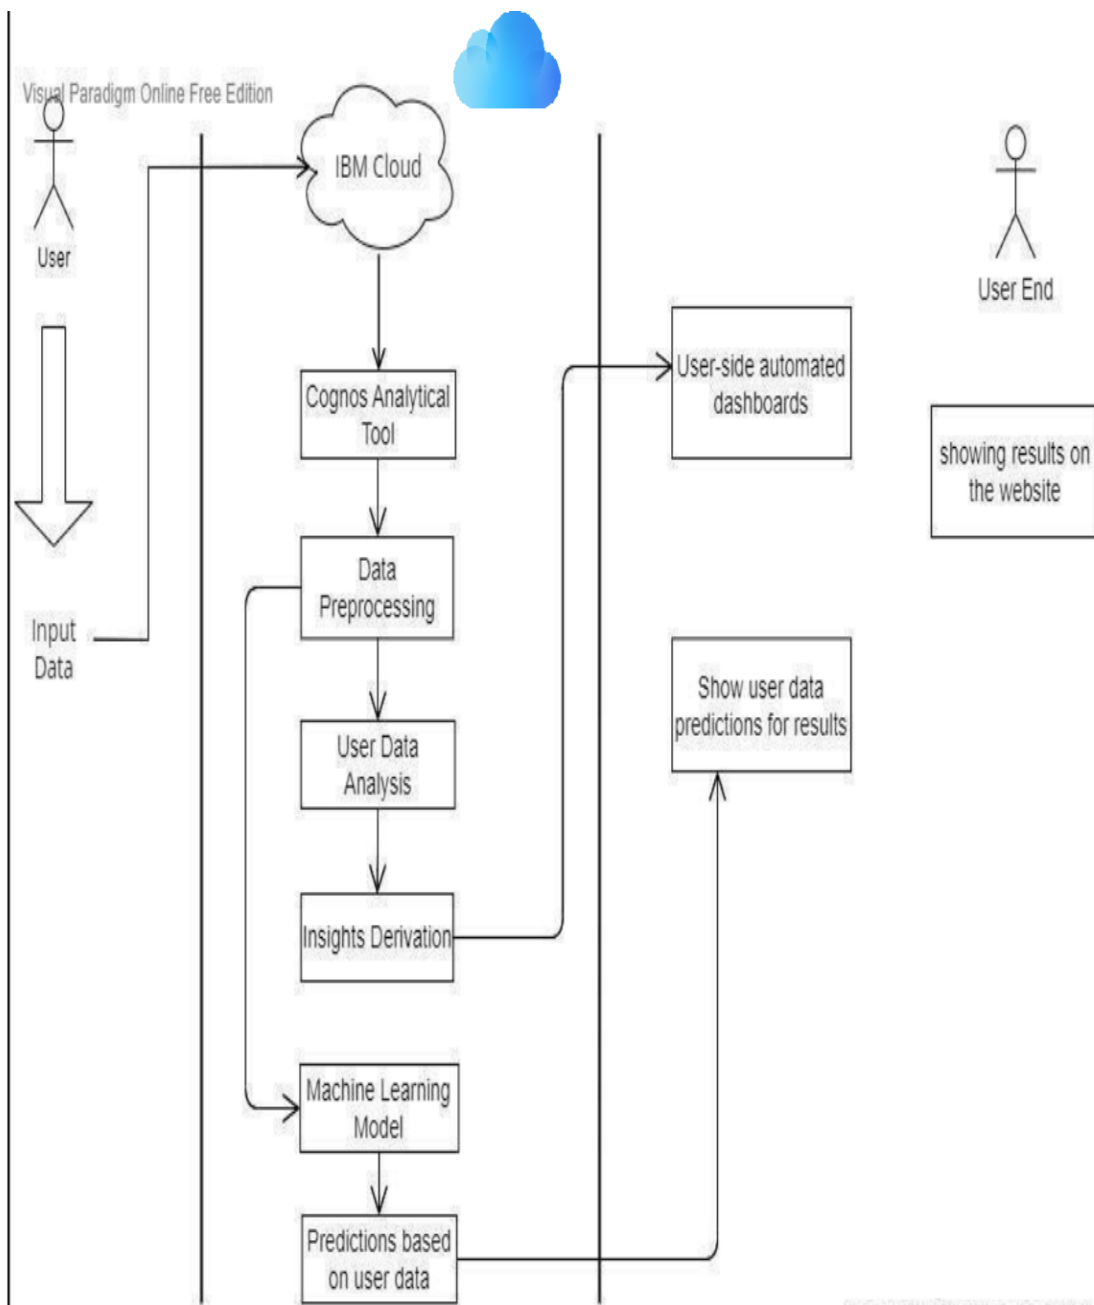 Visual Paradigm Online Free Edition
User
Input
Data
IBM Cloud
Cognos Analytical
Tool
Data
Preprocessing
User Data
Analysis
Insights Derivation
Machine Learning
Model
Predictions based
on user data
User-side automated
dashboards
Show user data
predictions for results
User End
showing results on
the website